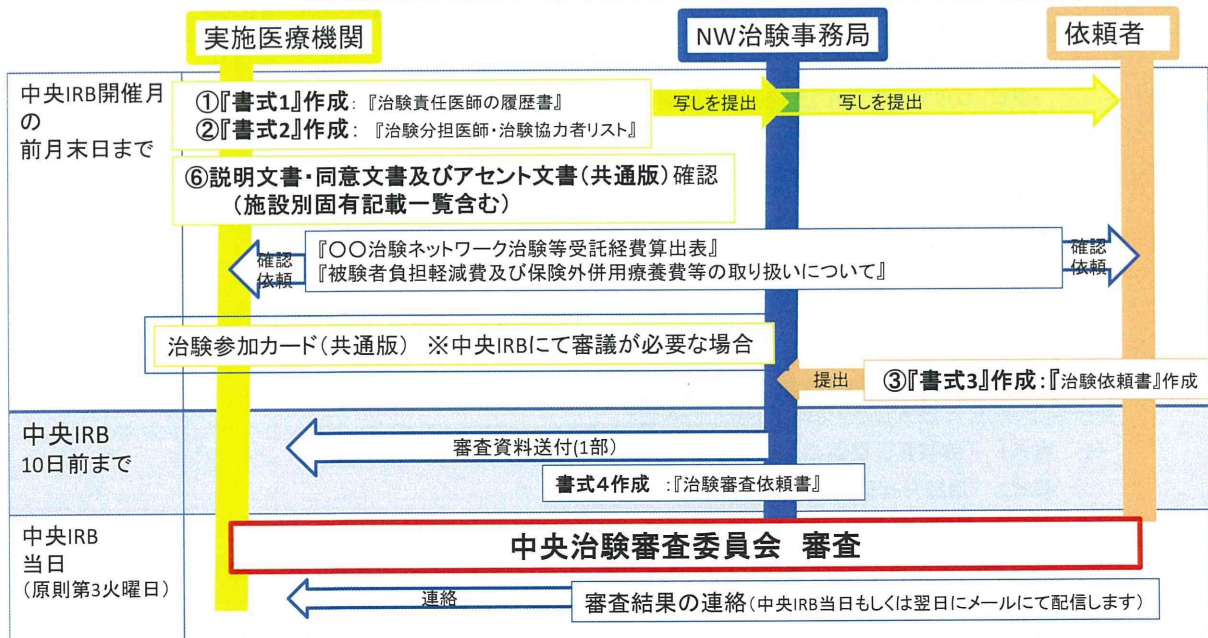 実施医療機関
NW治験事務局
依頼者
中央IRB開催月
の
前月末日まで
①『書式1』作成：『治験責任医師の履歴書』
②『書式2』作成：『治験分担医師・治験協力者リスト』
写しを提出
写しを提出
⑥説明文書・同意文書及びアセント文書（共通版）確認
（施設別固有記載一覧含む）
確認
依頼
『〇〇治験ネットワーク治験等受託経費算出表』
『被験者負担軽減費及び保険外併用療養費等の取り扱いについて』
確認
依頼
治験参加カード（共通版）　※中央IRBにて審議が必要な場合
提出
③『書式3』作成：『治験依頼書』作成
中央IRB
10日前まで
審査資料送付(1部)
書式4作成　：『治験審査依頼書』
中央IRB
当日
（原則第3火曜日）
中央治験審査委員会　審査
連絡
審査結果の連絡（中央IRB当日もしくは翌日にメールにて配信します）